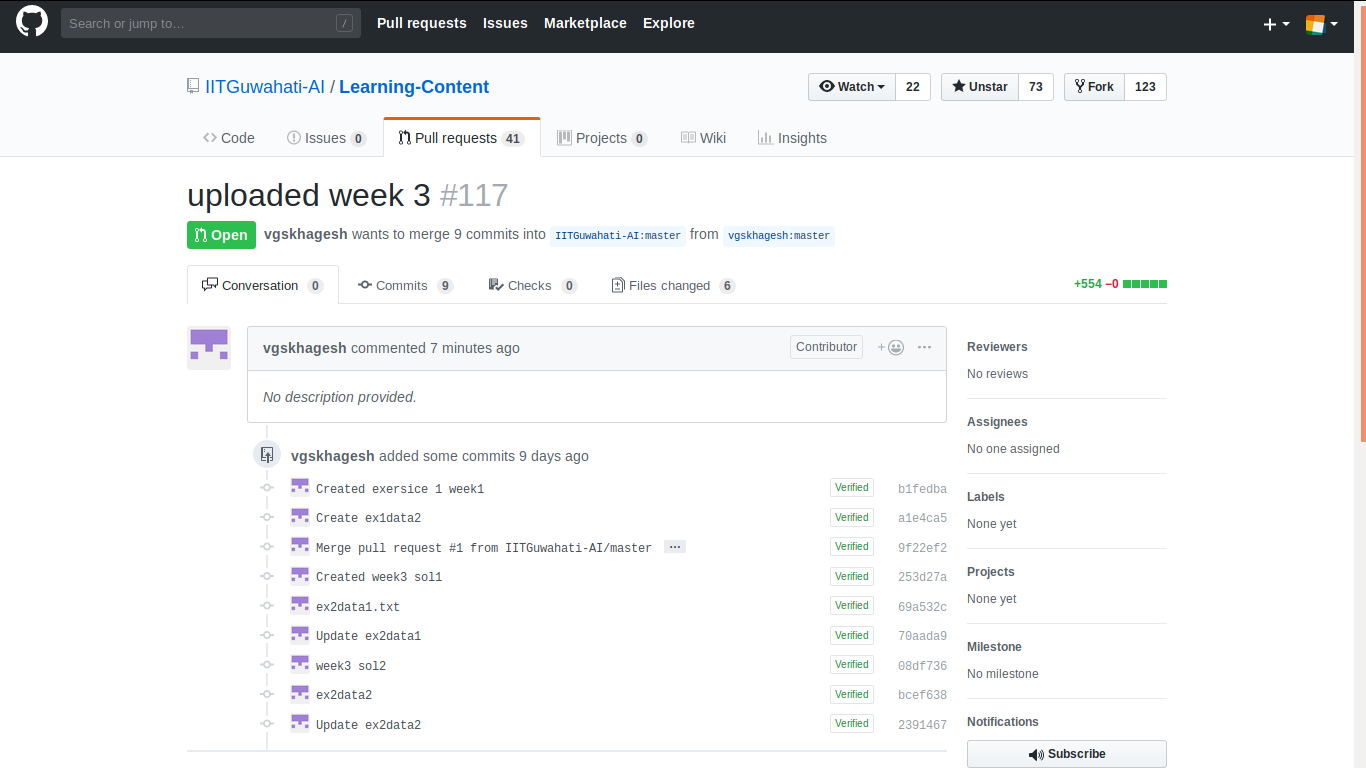 Search or jump to… / Pull requests Issues Marketplace Explore
IITGuwahati-AI / Learning-Content Watch 22 Unstar 73 Fork 123
Code Issues 0 Pull requests 41 Projects 0 Wiki Insights
uploaded week 3 #117
Open vgskhagesh wants to merge 9 commits into IITGuwahati-AI:master from vgskhagesh:master
Conversation 0 Commits 9 Checks 0 Files changed 6 +554 −0
vgskhagesh commented 7 minutes ago Contributor
No description provided.
vgskhagesh added some commits 9 days ago
Created exersice 1 week1 Verified b1fedba
Create ex1data2 Verified a1e4ca5
Merge pull request #1 from IITGuwahati-AI/master … Verified 9f22ef2
Created week3 sol1 Verified 253d27a
ex2data1.txt Verified 69a532c
Update ex2data1 Verified 70aada9
week3 sol2 Verified 08df736
ex2data2 Verified bcef638
Update ex2data2 Verified 2391467
Reviewers
No reviews
Assignees
No one assigned
Labels
None yet
Projects
None yet
Milestone
No milestone
Notifications
Subscribe